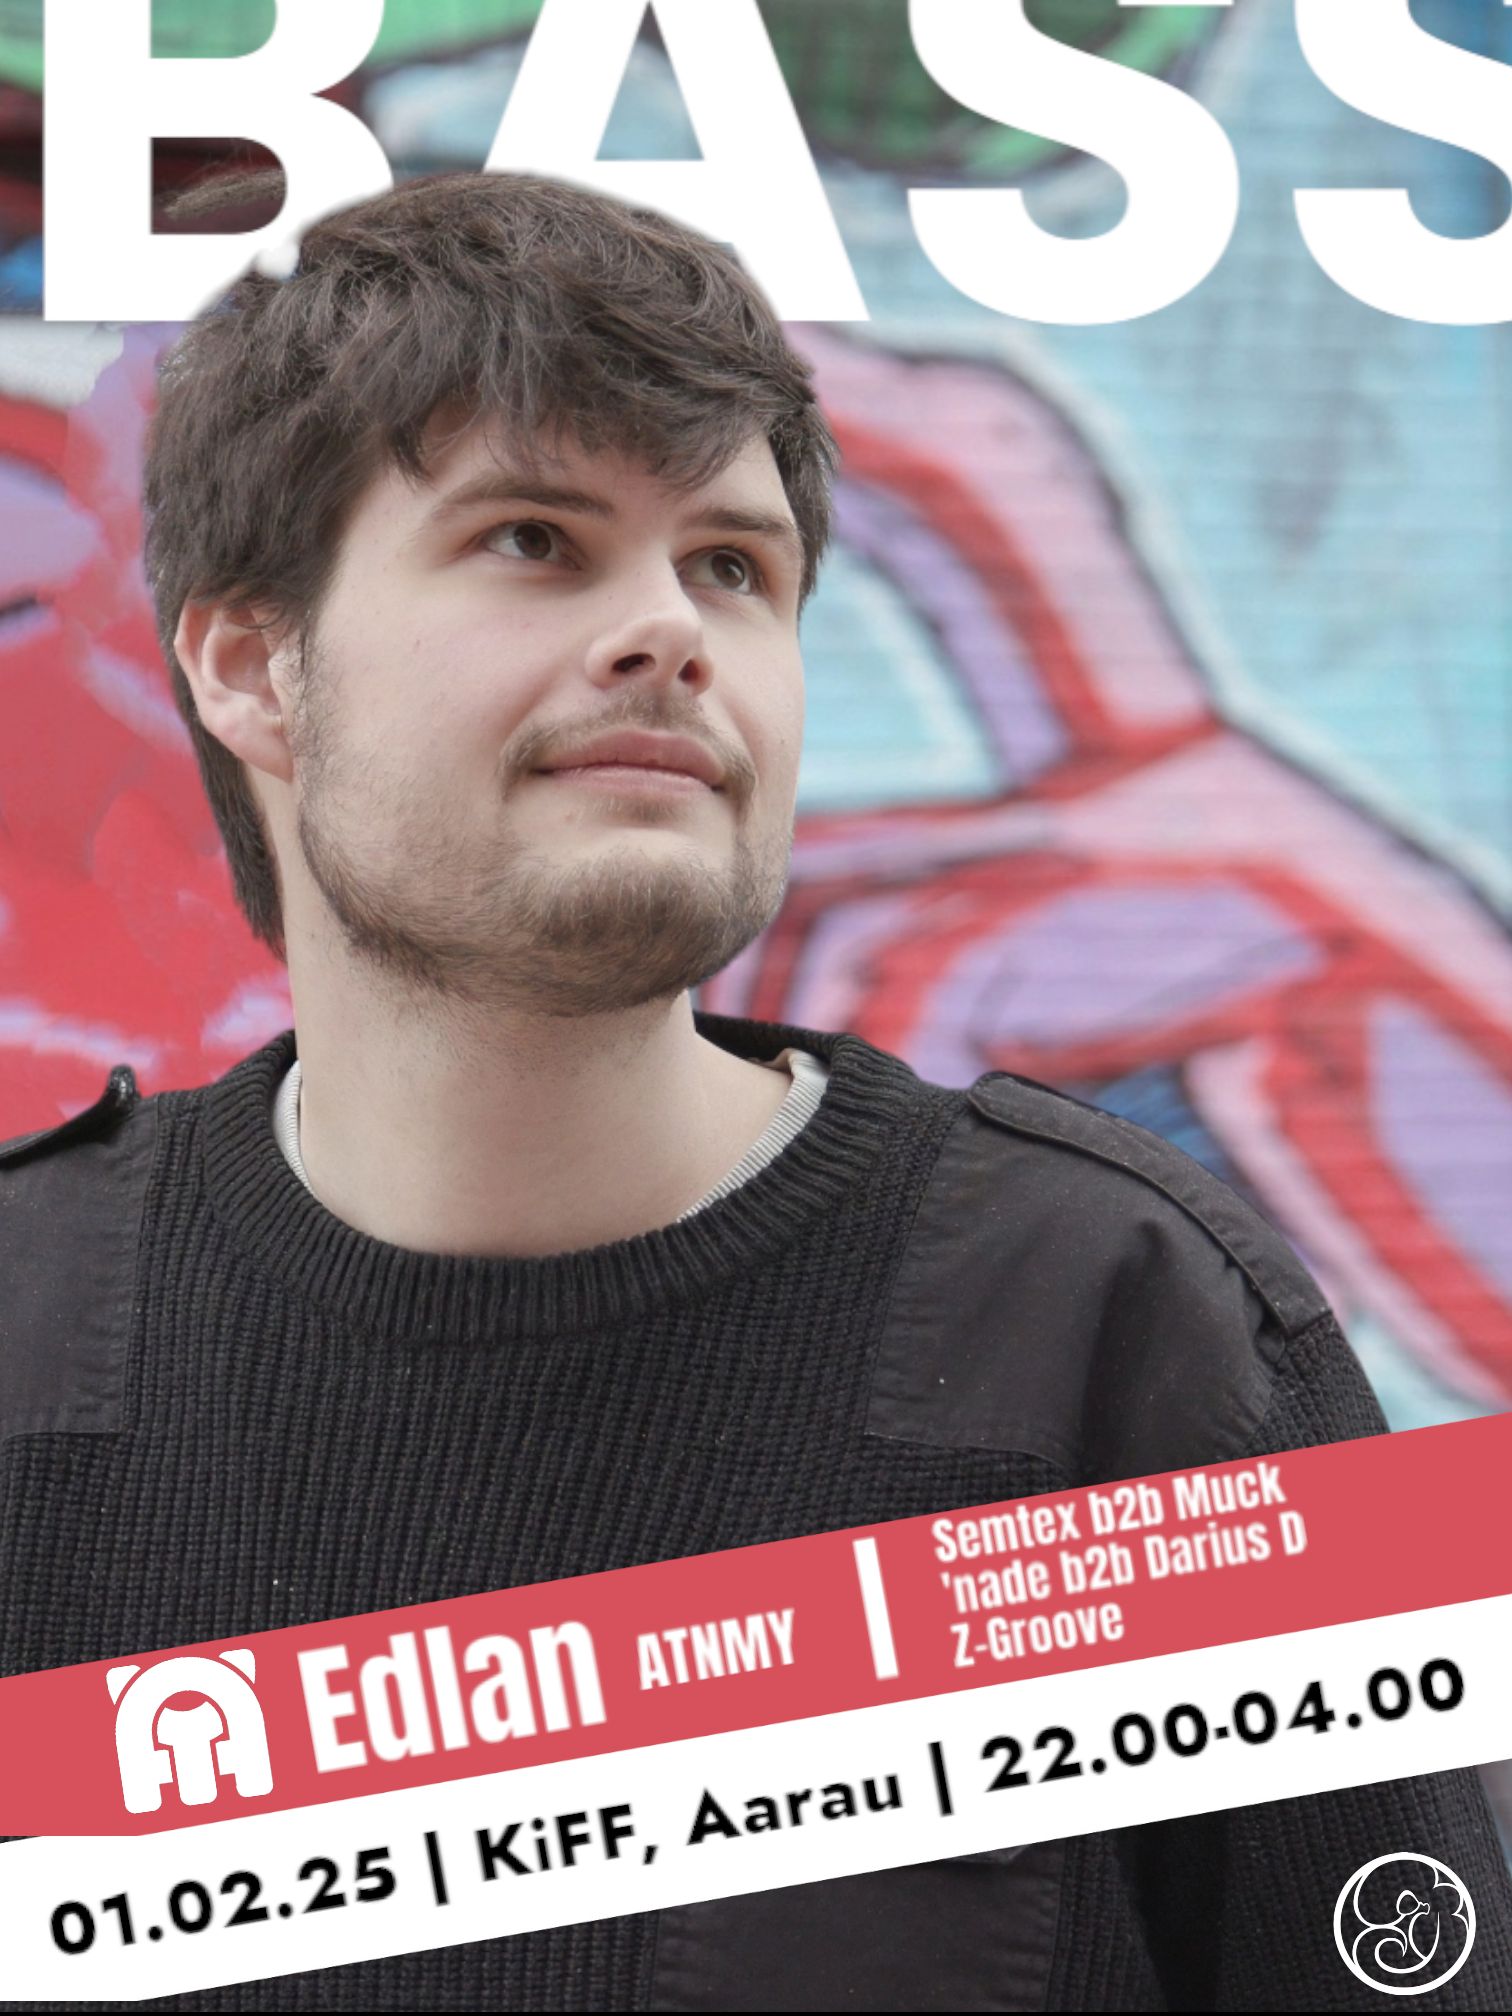 BASS
Edlan ATNMY
Semtex b2b Muck
'nade b2b Darius D
Z-Groove
01.02.25 | KiFF, Aarau | 22.00-04.00